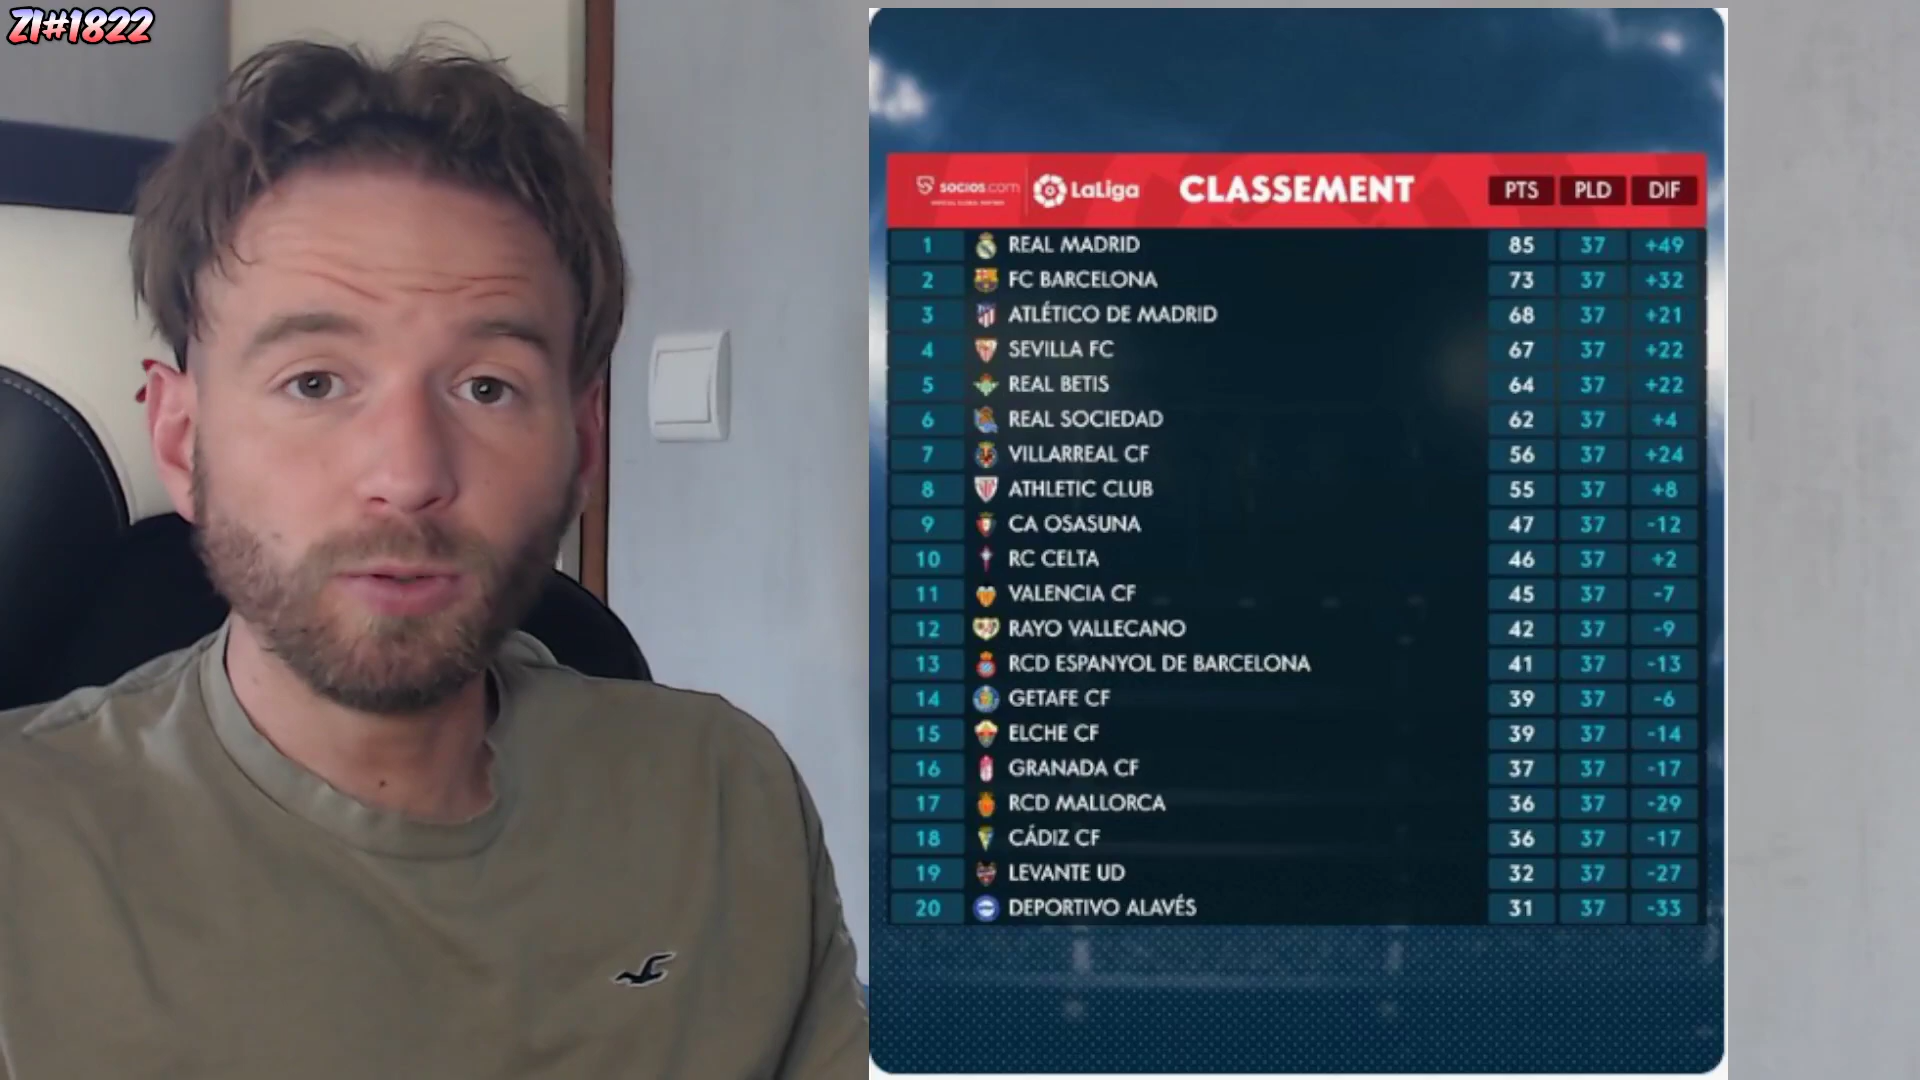 ZI#1822
socios.com LaLiga CLASSEMENT PTS PLD DIF
1 REAL MADRID 85 37 +49
2 FC BARCELONA 73 37 +32
3 ATLÉTICO DE MADRID 68 37 +21
4 SEVILLA FC 67 37 +22
5 REAL BETIS 64 37 +22
6 REAL SOCIEDAD 62 37 +4
7 VILLARREAL CF 56 37 +24
8 ATHLETIC CLUB 55 37 +8
9 CA OSASUNA 47 37 -12
10 RC CELTA 46 37 +2
11 VALENCIA CF 45 37 -7
12 RAYO VALLECANO 42 37 -9
13 RCD ESPANYOL DE BARCELONA 41 37 -13
14 GETAFE CF 39 37 -6
15 ELCHE CF 39 37 -14
16 GRANADA CF 37 37 -17
17 RCD MALLORCA 36 37 -29
18 CÁDIZ CF 36 37 -17
19 LEVANTE UD 32 37 -27
20 DEPORTIVO ALAVÉS 31 37 -33